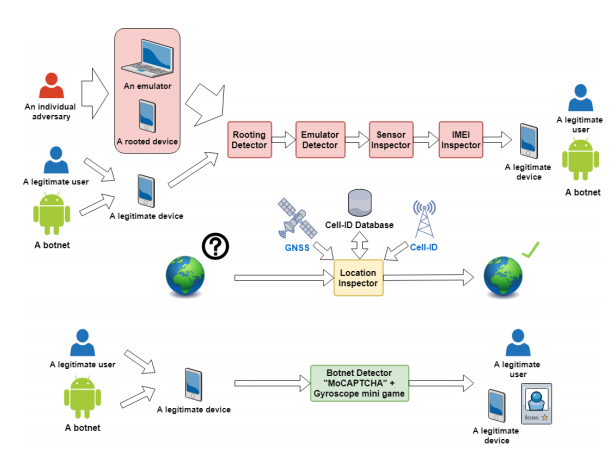 An emulator
An individual
adversary
A rooted device
Rooting
Detector
Emulator
Detector
Sensor
Inspector
IMEI
Inspector
A legitimate
user
A legitimate
device
A botnet
A legitimate user
A legitimate device
A botnet
Cell-ID Database
GNSS
Cell-ID
?
Location
Inspector
A legitimate user
A legitimate device
A botnet
Botnet Detector
"MoCAPTCHA" +
Gyroscope mini game
A legitimate
user
A legitimate
device
Access